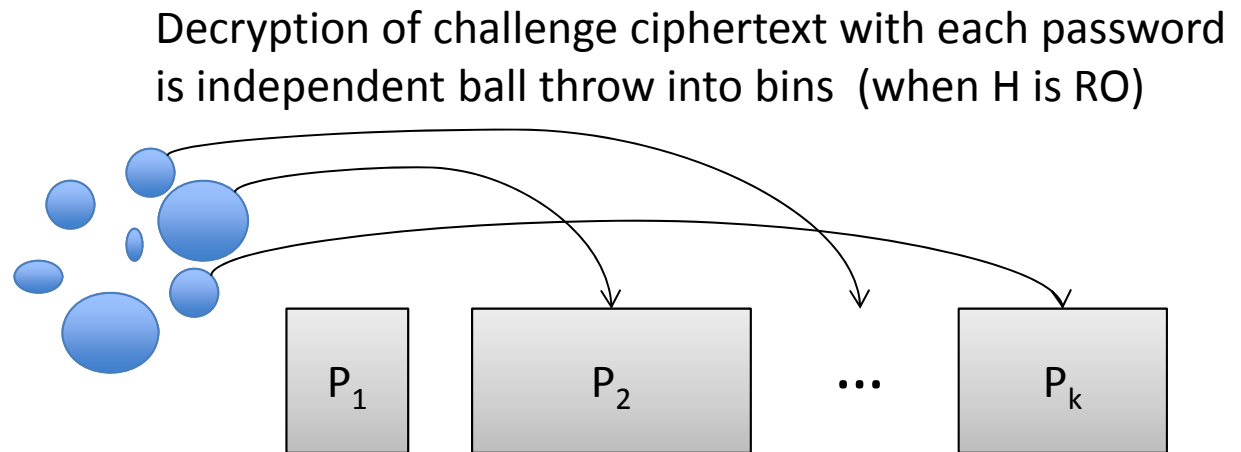 Decryption of challenge ciphertext with each password
is independent ball throw into bins (when H is RO)
P₁ P₂ ... Pₖ